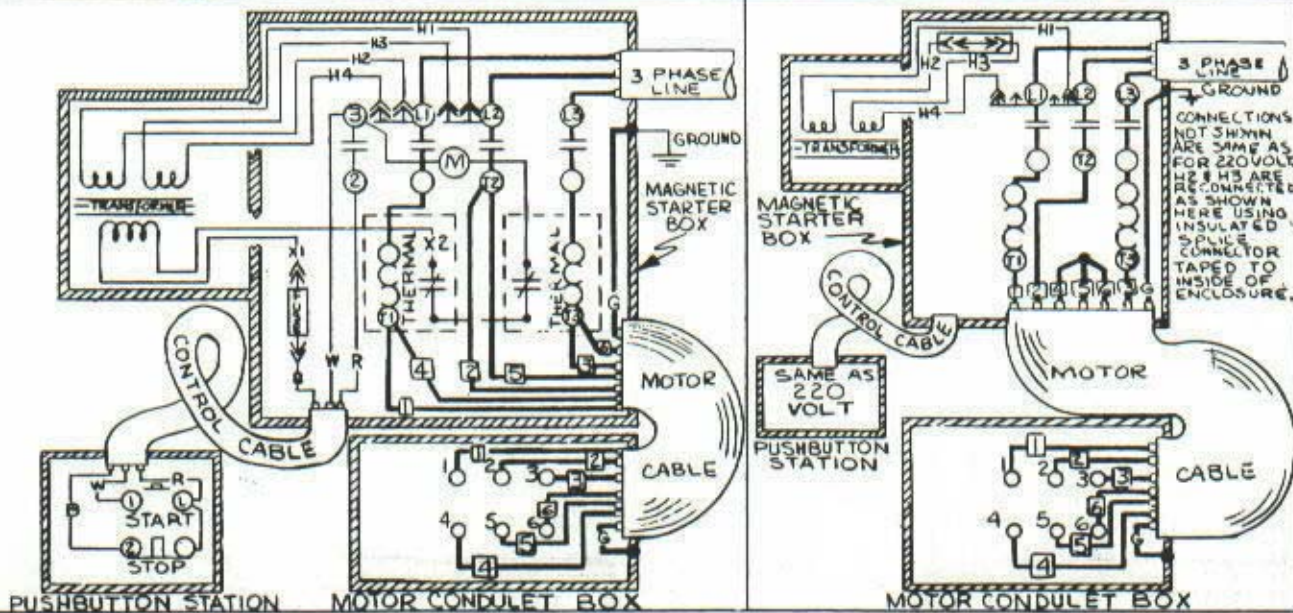 H1
H3
H2
H4
3 PHASE
LINE
3
L1
L2
L3
GROUND
M
2
T2
MAGNETIC
STARTER
BOX
TRANSFORMER
X1
X2
THERMAL
THERMAL
T1
G
CONTROL CABLE
B
W
R
4
2
5
3
6
1
MOTOR
CABLE
W
R
B
1
START
2
STOP
1
1
2
2
3
3
6
4
5
6
5
4
G
PUSHBUTTON STATION
MOTOR CONDULET BOX
H1
H2
H3
H4
3 PHASE
LINE
L1
L2
L3
GROUND
CONNECTIONS
NOT SHOWN
ARE SAME AS
FOR 220 VOLT
H2 & H3 ARE
RECONNECTED
AS SHOWN
HERE USING
INSULATED
SPLICE
CONNECTOR
TAPED TO
INSIDE OF
ENCLOSURE.
TRANSFORMER
T2
MAGNETIC
STARTER
BOX
T1
T3
G
CONTROL CABLE
MOTOR
SAME AS
220
VOLT
PUSHBUTTON
STATION
1
1
2
2
3
3
6
4
5
6
5
4
G
CABLE
MOTOR CONDULET BOX